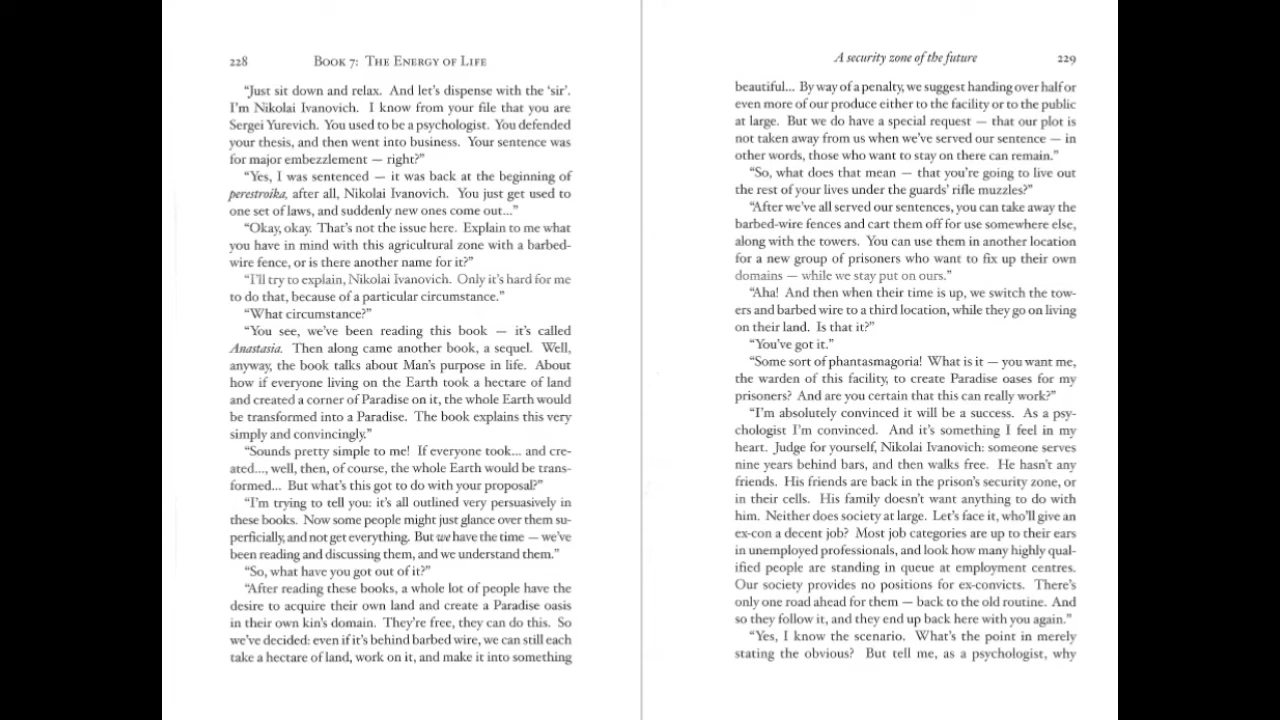 228 BOOK 7: THE ENERGY OF LIFE
“Just sit down and relax. And let’s dispense with the ‘sir’.
I’m Nikolai Ivanovich. I know from your file that you are
Sergei Yurevich. You used to be a psychologist. You defended
your thesis, and then went into business. Your sentence was
for major embezzlement — right?”
“Yes, I was sentenced — it was back at the beginning of
perestroika, after all, Nikolai Ivanovich. You just get used to
one set of laws, and suddenly new ones come out...”
“Okay, okay. That’s not the issue here. Explain to me what
you have in mind with this agricultural zone with a barbed-
wire fence, or is there another name for it?”
“I’ll try to explain, Nikolai Ivanovich. Only it’s hard for me
to do that, because of a particular circumstance.”
“What circumstance?”
“You see, we’ve been reading this book — it’s called
Anastasia. Then along came another book, a sequel. Well,
anyway, the book talks about Man’s purpose in life. About
how if everyone living on the Earth took a hectare of land
and created a corner of Paradise on it, the whole Earth would
be transformed into a Paradise. The book explains this very
simply and convincingly.”
“Sounds pretty simple to me! If everyone took... and cre-
ated..., well, then, of course, the whole Earth would be trans-
formed... But what’s this got to do with your proposal?”
“I’m trying to tell you: it’s all outlined very persuasively in
these books. Now some people might just glance over them su-
perficially, and not get everything. But we have the time — we’ve
been reading and discussing them, and we understand them.”
“So, what have you got out of it?”
“After reading these books, a whole lot of people have the
desire to acquire their own land and create a Paradise oasis
in their own kin’s domain. They’re free, they can do this. So
we’ve decided: even if it’s behind barbed wire, we can still each
take a hectare of land, work on it, and make it into something
A security zone of the future 229
beautiful... By way of a penalty, we suggest handing over half or
even more of our produce either to the facility or to the public
at large. But we do have a special request — that our plot is
not taken away from us when we’ve served our sentence — in
other words, those who want to stay on there can remain.”
“So, what does that mean — that you’re going to live out
the rest of your lives under the guards’ rifle muzzles?”
“After we’ve all served our sentences, you can take away the
barbed-wire fences and cart them off for use somewhere else,
along with the towers. You can use them in another location
for a new group of prisoners who want to fix up their own
domains — while we stay put on ours.”
“Aha! And then when their time is up, we switch the tow-
ers and barbed wire to a third location, while they go on living
on their land. Is that it?”
“You’ve got it.”
“Some sort of phantasmagoria! What is it — you want me,
the warden of this facility, to create Paradise oases for my
prisoners? And are you certain that this can really work?”
“I’m absolutely convinced it will be a success. As a psy-
chologist I’m convinced. And it’s something I feel in my
heart. Judge for yourself, Nikolai Ivanovich: someone serves
nine years behind bars, and then walks free. He hasn’t any
friends. His friends are back in the prison’s security zone, or
in their cells. His family doesn’t want anything to do with
him. Neither does society at large. Let’s face it, who’ll give an
ex-con a decent job? Most job categories are up to their ears
in unemployed professionals, and look how many highly qual-
ified people are standing in queue at employment centres.
Our society provides no positions for ex-convicts. There’s
only one road ahead for them — back to the old routine. And
so they follow it, and they end up back here with you again.”
“Yes, I know the scenario. What’s the point in merely
stating the obvious? But tell me, as a psychologist, why